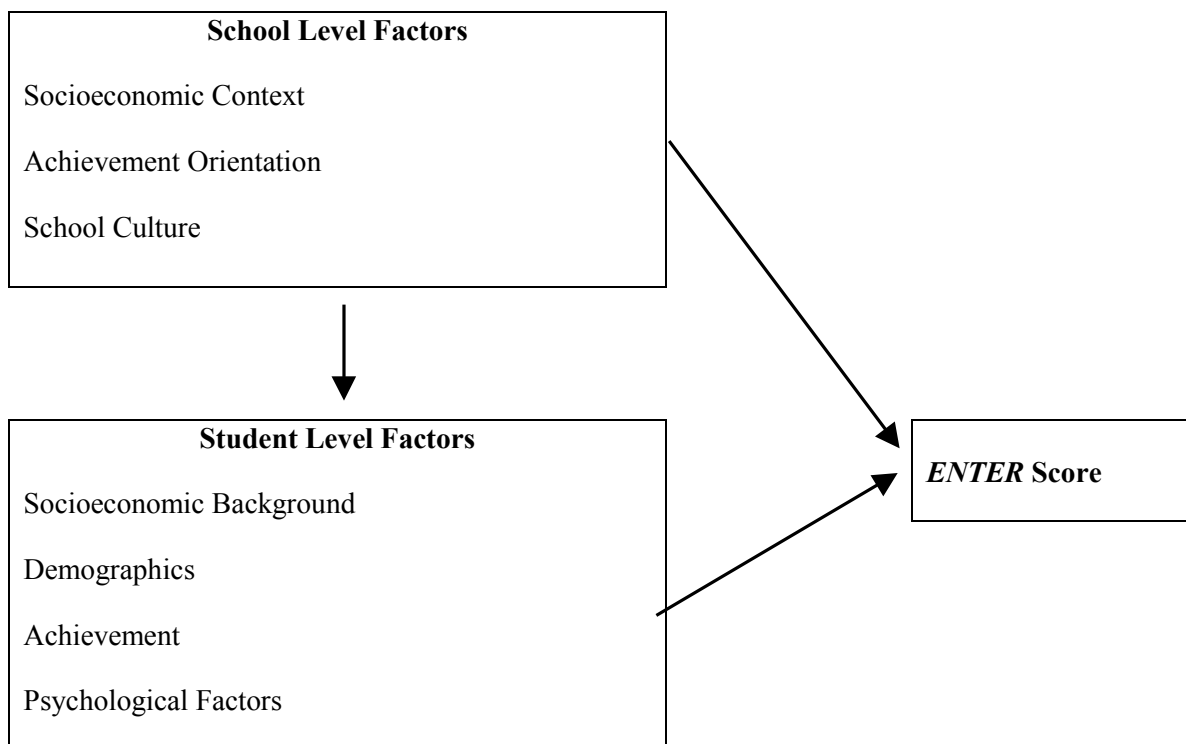 School Level Factors
Socioeconomic Context
Achievement Orientation
School Culture
Student Level Factors
Socioeconomic Background
Demographics
Achievement
Psychological Factors
ENTER Score